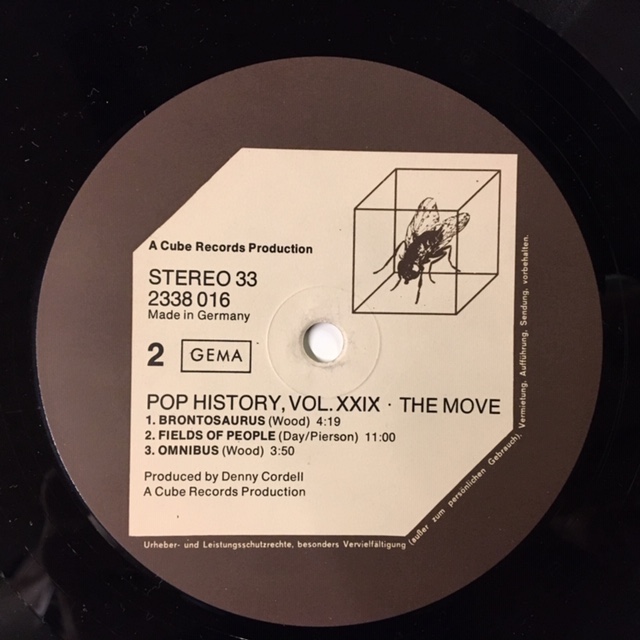 A Cube Records Production
STEREO 33
2338 016
Made in Germany
2 GEMA
POP HISTORY, VOL. XXIX · THE MOVE
1. BRONTOSAURUS (Wood) 4:19
2. FIELDS OF PEOPLE (Day/Pierson) 11:00
3. OMNIBUS (Wood) 3:50
Produced by Denny Cordell
A Cube Records Production
Urheber- und Leistungsschutzrechte, besonders Vervielfältigung (außer zum persönlichen Gebrauch), Vermietung, Aufführung, Sendung, vorbehalten.